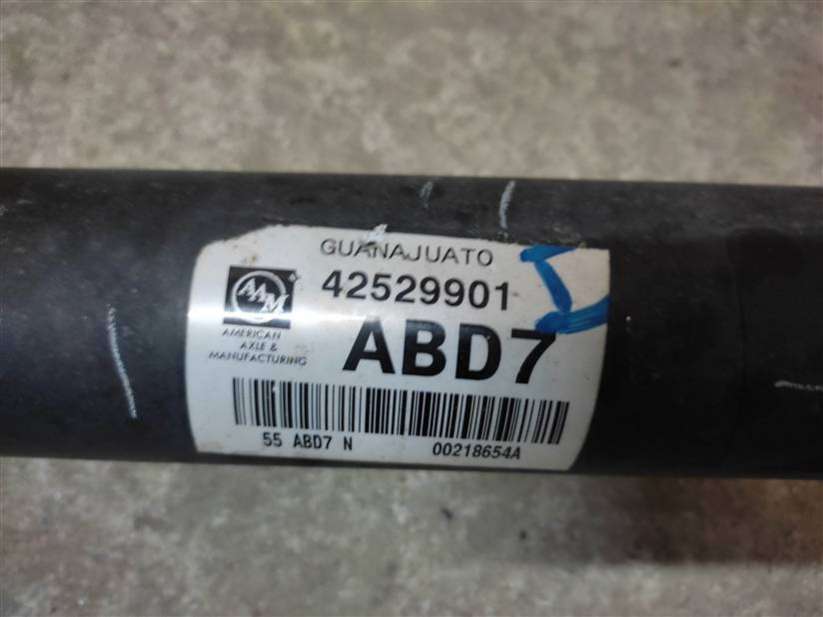 GUANAJUATO
42529901
AAM
AMERICAN
AXLE &
MANUFACTURING
ABD7
55 ABD7 N 00218654A